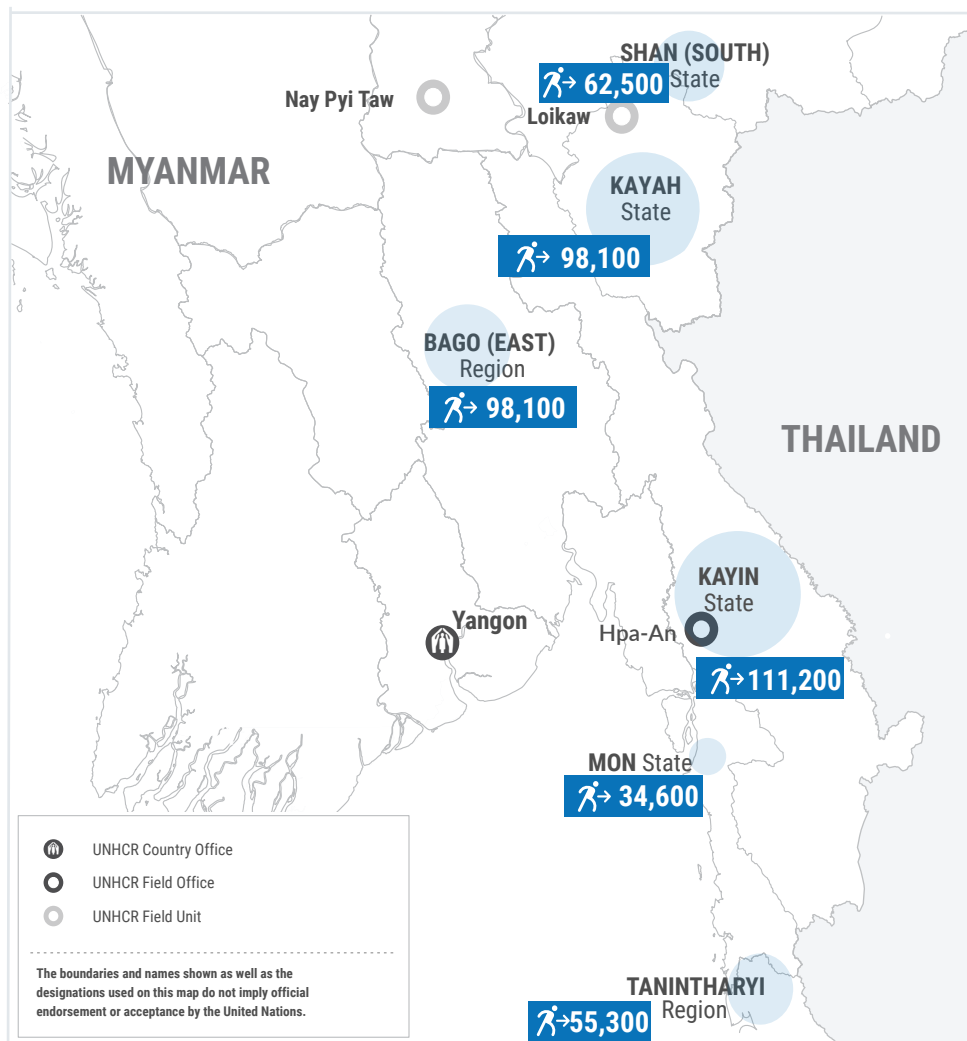 SHAN (SOUTH)
State
62,500
Nay Pyi Taw
Loikaw
MYANMAR
KAYAH
State
98,100
BAGO (EAST)
Region
98,100
THAILAND
KAYIN
State
Yangon
Hpa-An
111,200
MON State
34,600
UNHCR Country Office
UNHCR Field Office
UNHCR Field Unit
The boundaries and names shown as well as the
designations used on this map do not imply official
endorsement or acceptance by the United Nations.
TANINTHARYI
Region
55,300